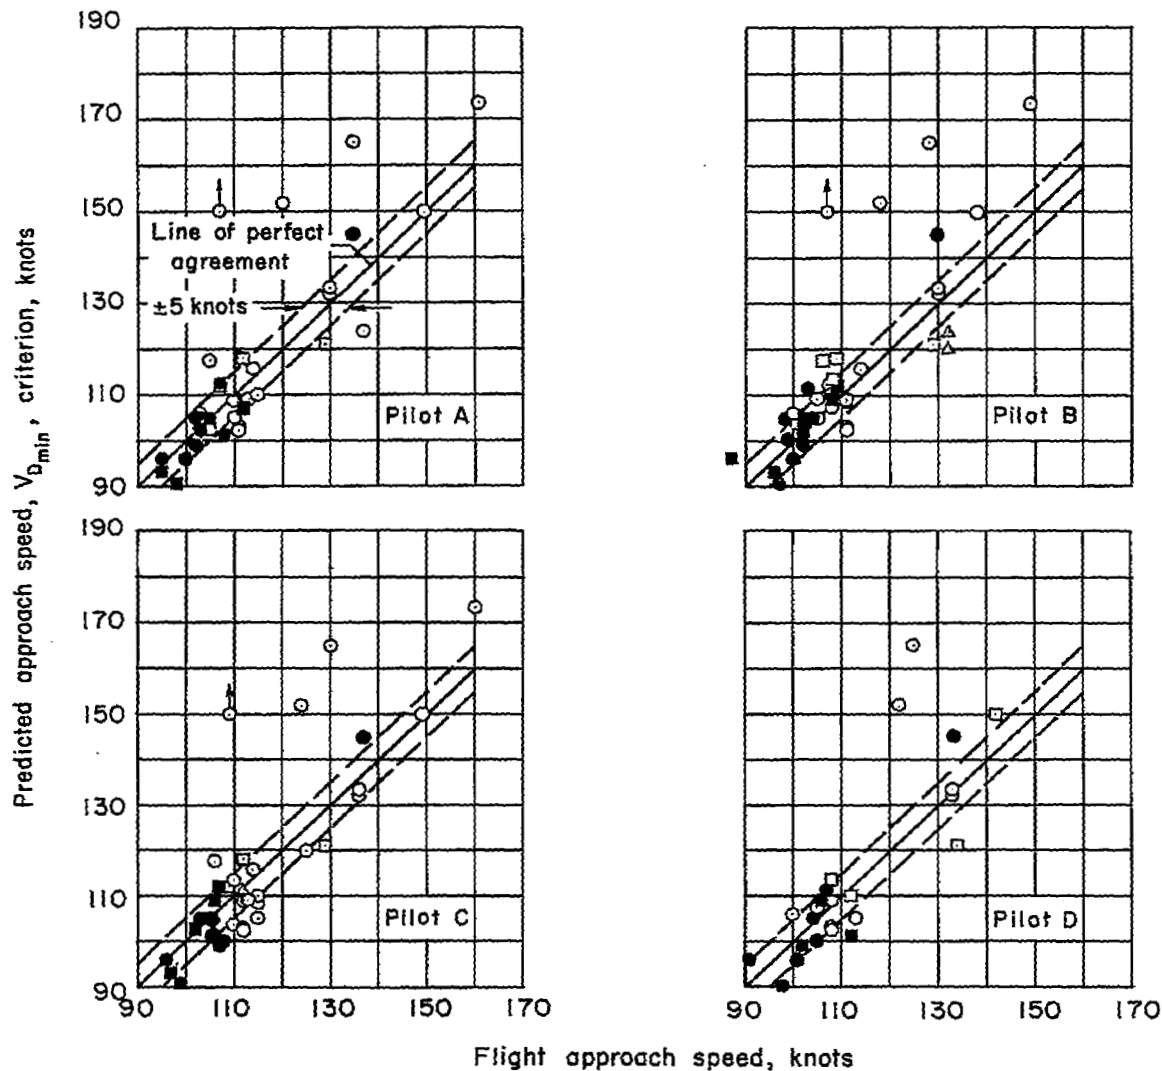 190
170
150
130
110
90
Line of perfect
agreement
±5 knots
Pilot A
Pilot B
190
170
150
130
110
90
Pilot C
Pilot D
90 110 130 150 170
90 110 130 150 170
Predicted approach speed, VDmin, criterion, knots
Flight approach speed, knots